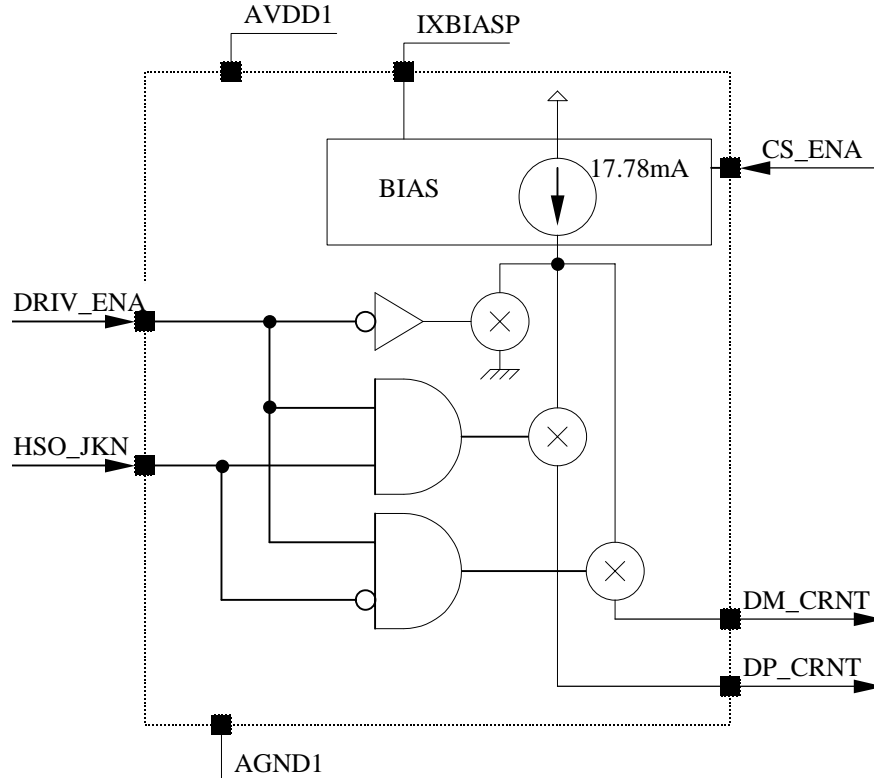 AVDD1
IXBIASP
CS_ENA
17.78mA
BIAS
DRIV_ENA
HSO_JKN
DM_CRNT
DP_CRNT
AGND1